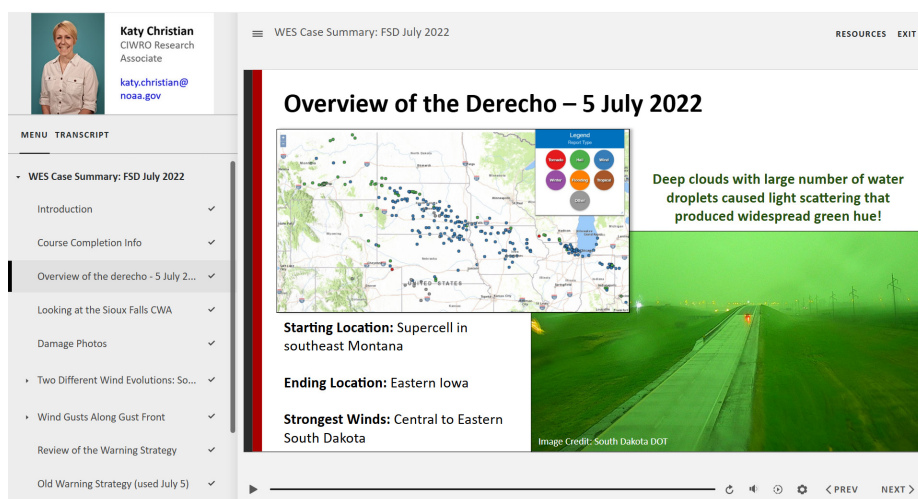 Katy Christian
CIWRO Research
Associate
katy.christian@
noaa.gov
MENU TRANSCRIPT
WES Case Summary: FSD July 2022
Introduction
Course Completion Info
Overview of the derecho - 5 July 2...
Looking at the Sioux Falls CWA
Damage Photos
Two Different Wind Evolutions: So...
Wind Gusts Along Gust Front
Review of the Warning Strategy
Old Warning Strategy (used July 5)
WES Case Summary: FSD July 2022
RESOURCES EXIT
Overview of the Derecho – 5 July 2022
Legend
Report Type
Tornado Hail Wind
Winter Flooding Tropical
Other
UNITED STATES
Deep clouds with large number of water
droplets caused light scattering that
produced widespread green hue!
Starting Location: Supercell in
southeast Montana
Ending Location: Eastern Iowa
Strongest Winds: Central to Eastern
South Dakota
Image Credit: South Dakota DOT
PREV NEXT